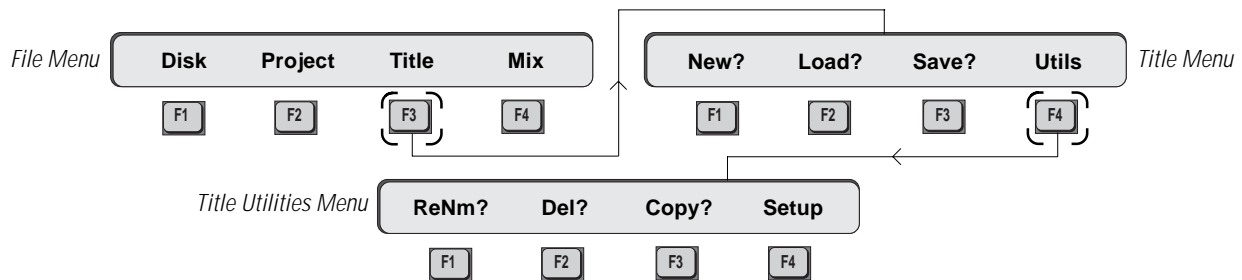 File Menu
Disk Project Title Mix
F1 F2 F3 F4
New? Load? Save? Utils
Title Menu
F1 F2 F3 F4
Title Utilities Menu
ReNm? Del? Copy? Setup
F1 F2 F3 F4